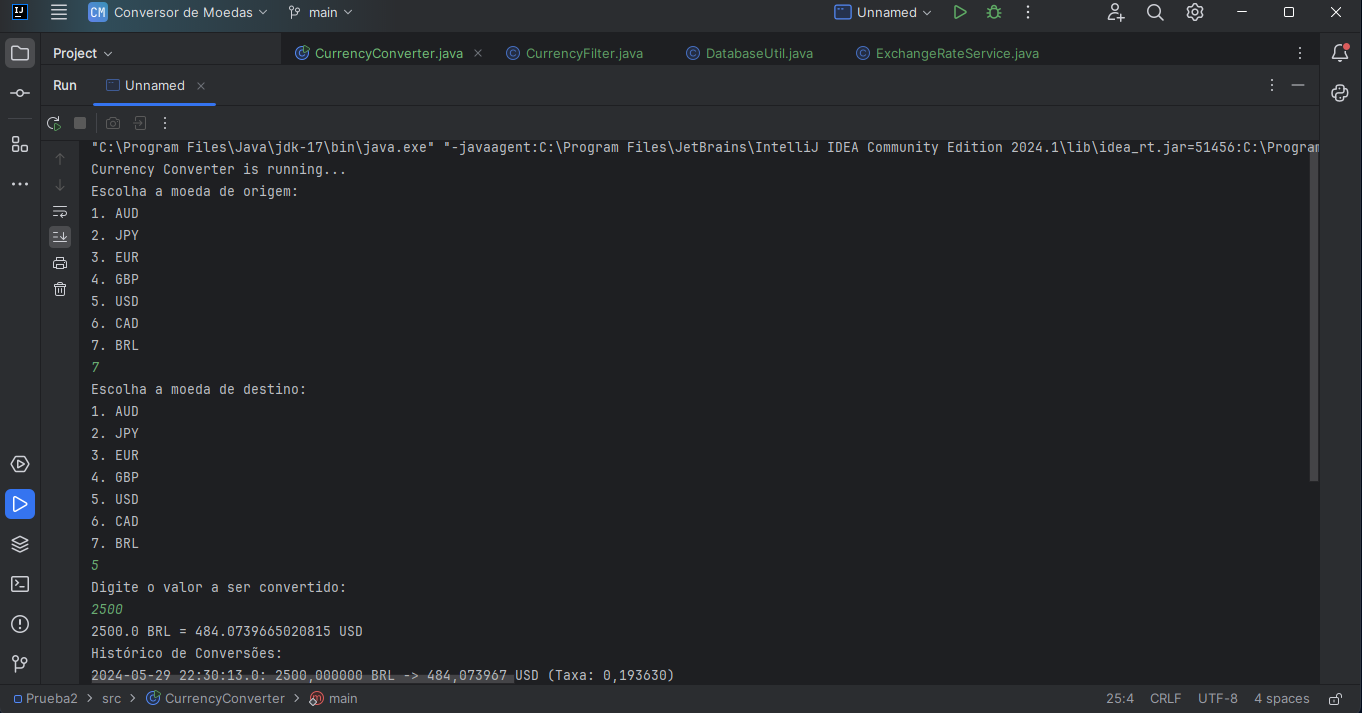 CM Conversor de Moedas main Unnamed
Project CurrencyConverter.java CurrencyFilter.java DatabaseUtil.java ExchangeRateService.java
Run Unnamed
"C:\Program Files\Java\jdk-17\bin\java.exe" "-javaagent:C:\Program Files\JetBrains\IntelliJ IDEA Community Edition 2024.1\lib\idea_rt.jar=51456:C:\Program
Currency Converter is running...
Escolha a moeda de origem:
1. AUD
2. JPY
3. EUR
4. GBP
5. USD
6. CAD
7. BRL
7
Escolha a moeda de destino:
1. AUD
2. JPY
3. EUR
4. GBP
5. USD
6. CAD
7. BRL
5
Digite o valor a ser convertido:
2500
2500.0 BRL = 484.0739665020815 USD
Histórico de Conversões:
2024-05-29 22:30:13.0: 2500,000000 BRL -> 484,073967 USD (Taxa: 0,193630)
Prueba2 > src > CurrencyConverter > main 25:4 CRLF UTF-8 4 spaces